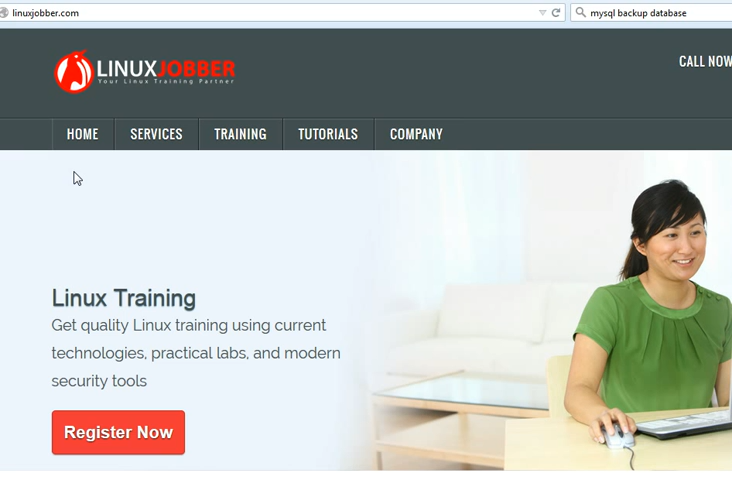 linuxjobber.com
mysql backup database
LINUXJOBBER
Your Linux Training Partner
CALL NOW
HOME
SERVICES
TRAINING
TUTORIALS
COMPANY
Linux Training
Get quality Linux training using current
technologies, practical labs, and modern
security tools
Register Now